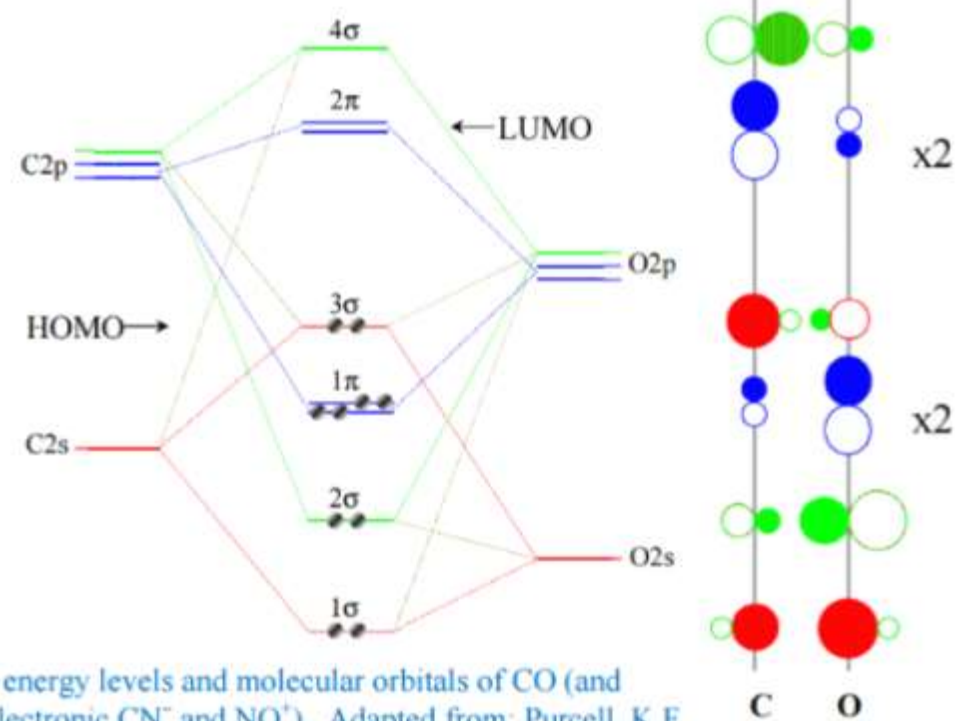 4σ
2π
LUMO
C2p
x2
O2p
3σ
HOMO
1π
x2
C2s
2σ
O2s
1σ
energy levels and molecular orbitals of CO (and
C O
CN⁻ and NO⁺). Adapted from: Purcell, K.F.